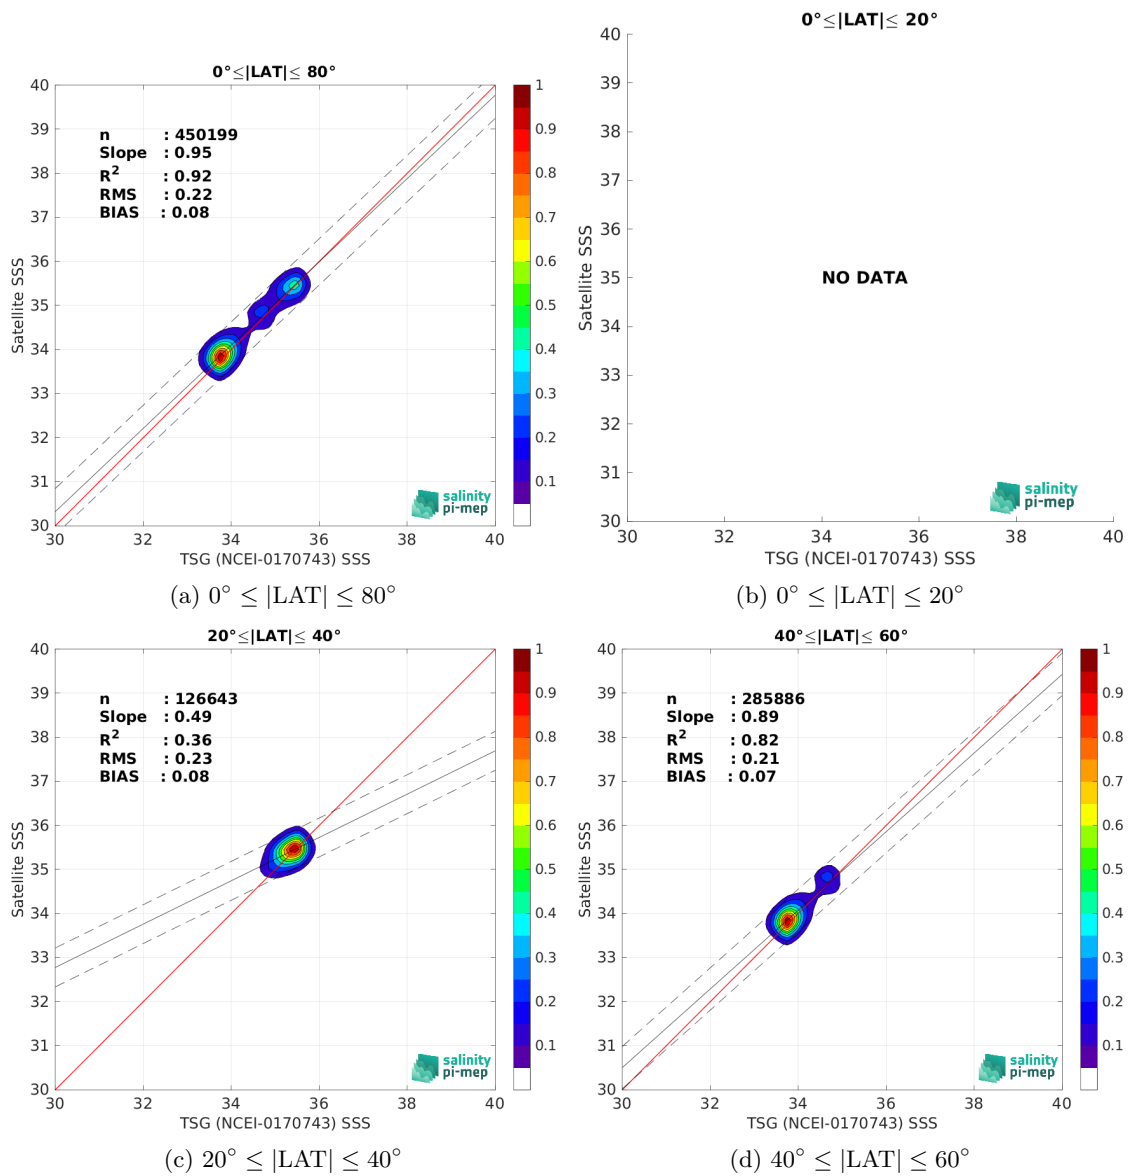 0°≤|LAT|≤ 80°
n : 450199
Slope : 0.95
R² : 0.92
RMS : 0.22
BIAS : 0.08
40
39
38
37
36
35
34
33
32
31
30
30
32
34
36
38
40
Satellite SSS
TSG (NCEI-0170743) SSS
salinity
pi-mep
1
0.9
0.8
0.7
0.6
0.5
0.4
0.3
0.2
0.1
(a) 0° ≤ |LAT| ≤ 80°
0°≤|LAT|≤ 20°
NO DATA
40
39
38
37
36
35
34
33
32
31
30
30
32
34
36
38
40
Satellite SSS
TSG (NCEI-0170743) SSS
salinity
pi-mep
(b) 0° ≤ |LAT| ≤ 20°
20°≤|LAT|≤ 40°
n : 126643
Slope : 0.49
R² : 0.36
RMS : 0.23
BIAS : 0.08
40
39
38
37
36
35
34
33
32
31
30
30
32
34
36
38
40
Satellite SSS
TSG (NCEI-0170743) SSS
salinity
pi-mep
1
0.9
0.8
0.7
0.6
0.5
0.4
0.3
0.2
0.1
(c) 20° ≤ |LAT| ≤ 40°
40°≤|LAT|≤ 60°
n : 285886
Slope : 0.89
R² : 0.82
RMS : 0.21
BIAS : 0.07
40
39
38
37
36
35
34
33
32
31
30
30
32
34
36
38
40
Satellite SSS
TSG (NCEI-0170743) SSS
salinity
pi-mep
1
0.9
0.8
0.7
0.6
0.5
0.4
0.3
0.2
0.1
(d) 40° ≤ |LAT| ≤ 60°